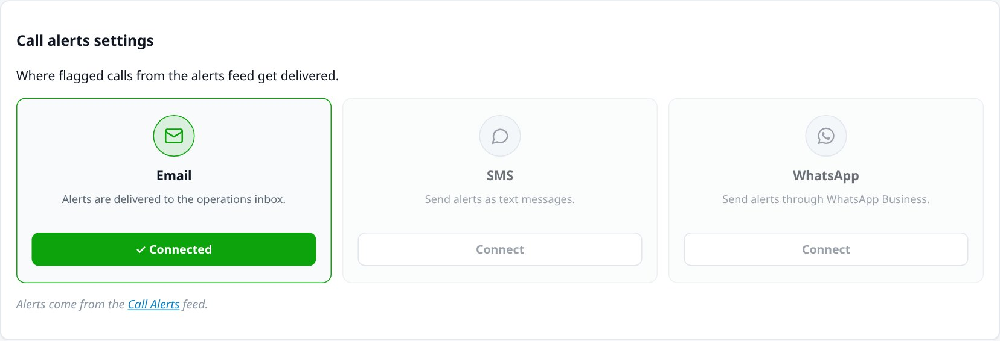 Call alerts settings
Where flagged calls from the alerts feed get delivered.
Email
Alerts are delivered to the operations inbox.
✓ Connected
SMS
Send alerts as text messages.
Connect
WhatsApp
Send alerts through WhatsApp Business.
Connect
Alerts come from the Call Alerts feed.